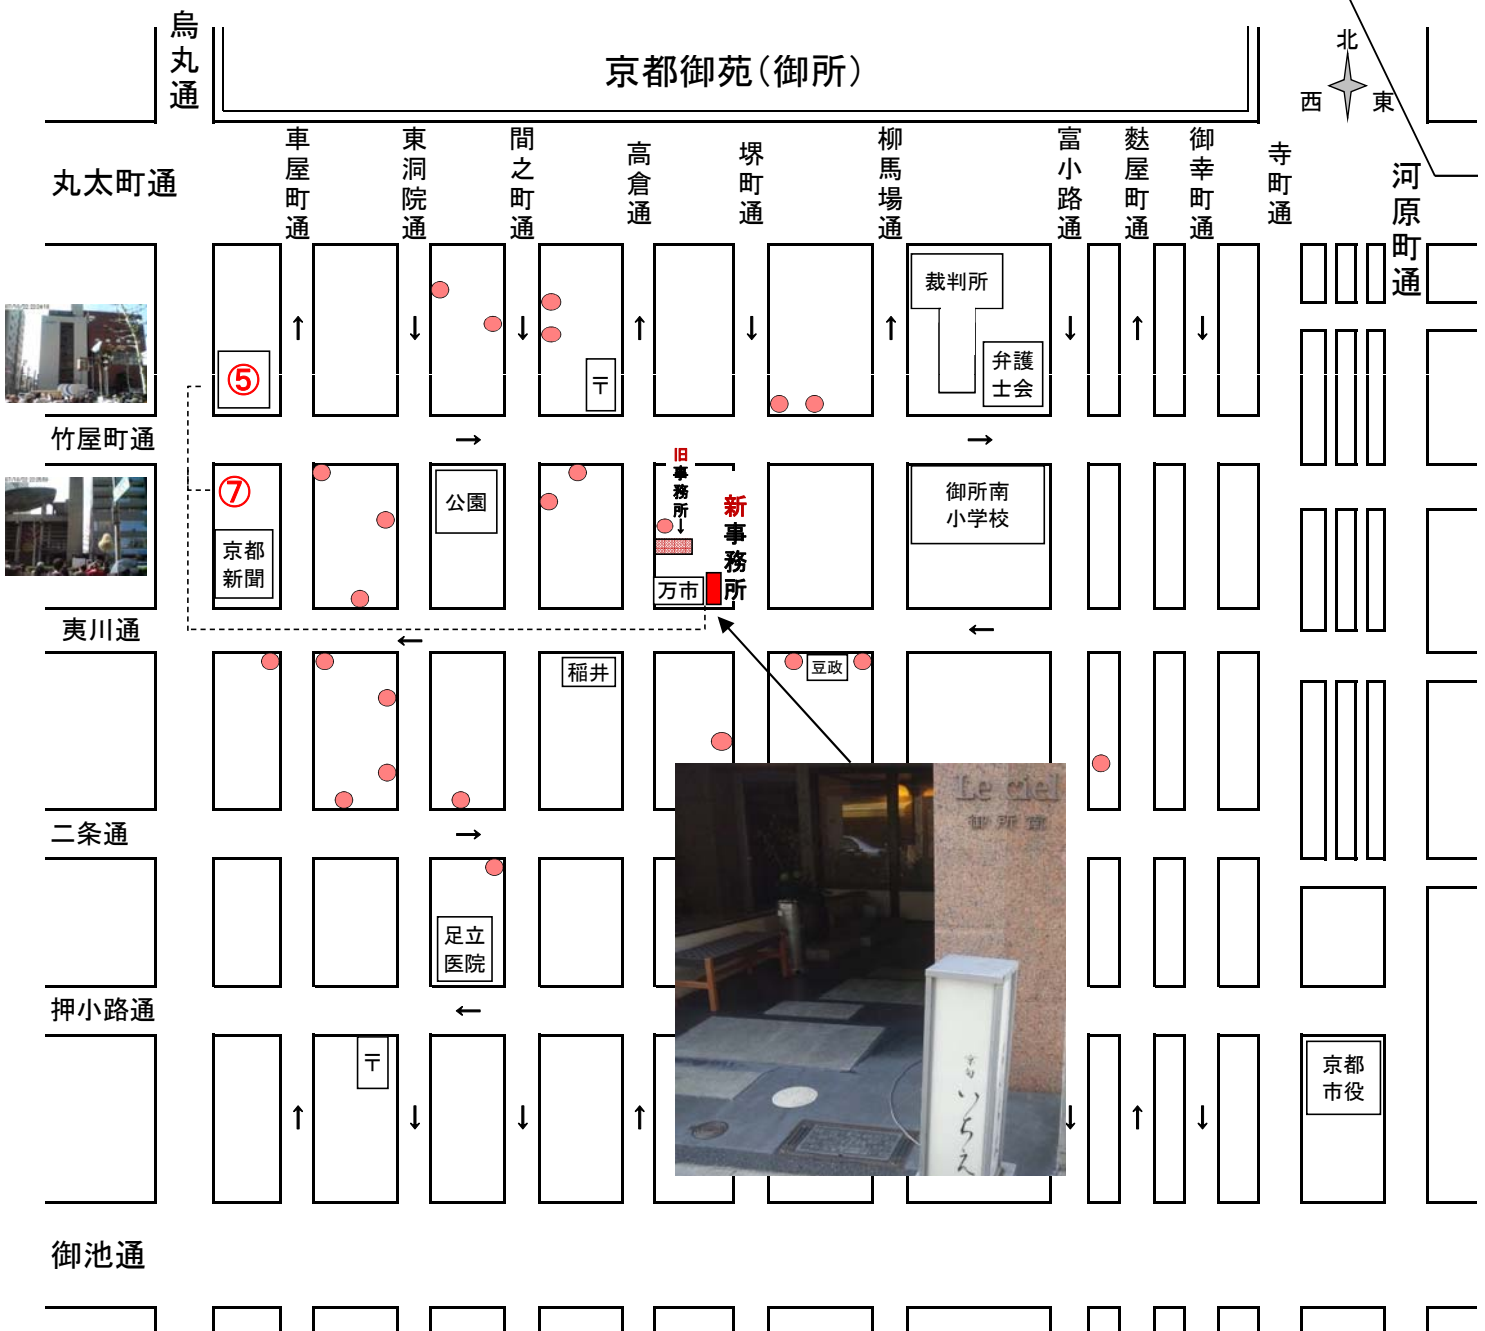 烏丸通
京都御苑（御所）
北
西
東
車屋町通
東洞院通
間之町通
高倉通
堺町通
柳馬場通
富小路通
麩屋町通
御幸町通
寺町通
河原町通
丸太町通
裁判所
⑤
〒
弁護
士会
竹屋町通
↑
↓
↓
↑
↓
↑
↓
↑
↓
→
→
⑦
公園
旧
事務所↓
新事務所
御所南
小学校
京都
新聞
万市
夷川通
←
←
稲井
豆政
Le ciel
御所南
二条通
→
足立
医院
押小路通
←
〒
京都
市役
↑
↓
↓
↑
↓
↑
↓
いちえ
御池通